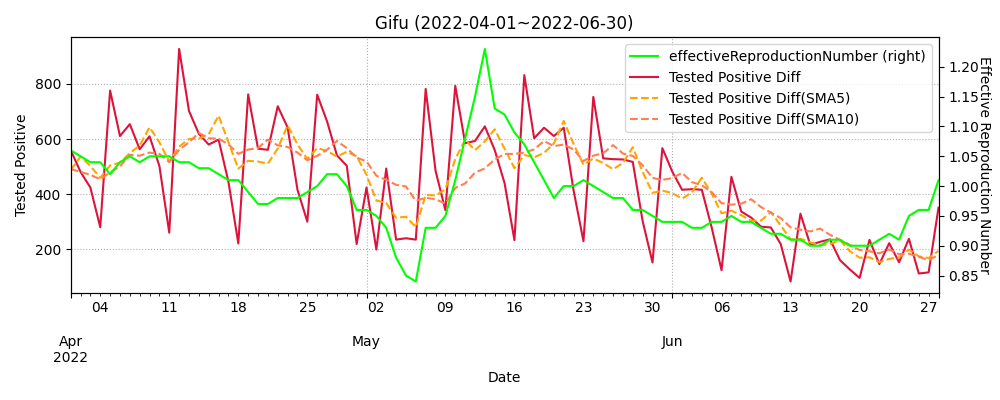 Gifu (2022-04-01~2022-06-30)
effectiveReproductionNumber (right)
Tested Positive Diff
Tested Positive Diff(SMA5)
Tested Positive Diff(SMA10)
Tested Positive
800
600
400
200
Effective Reproduction Number
1.20
1.15
1.10
1.05
1.00
0.95
0.90
0.85
04 11 18 25 02 09 16 23 30 06 13 20 27
Apr May Jun
2022
Date